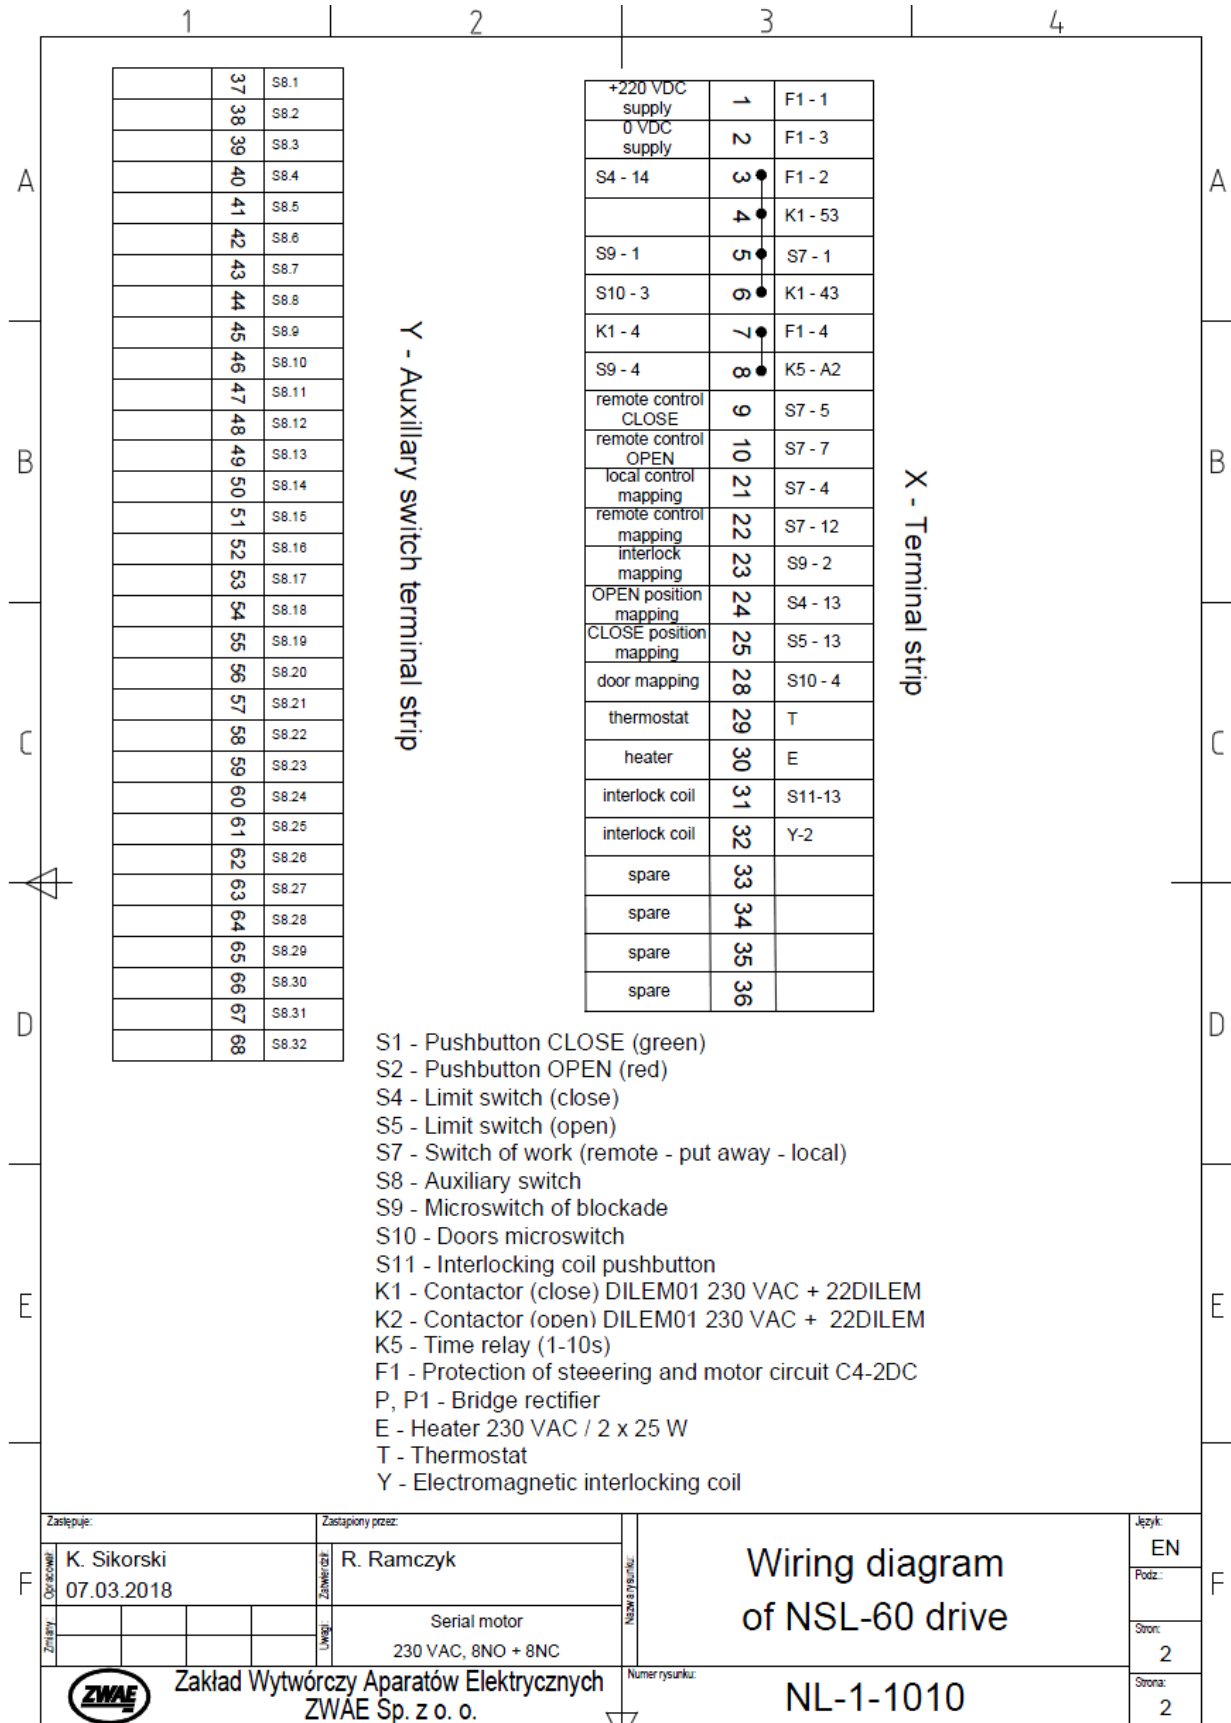 1 2 3 4
A A
B B
C C
D D
E E
F F
37 S8.1
38 S8.2
39 S8.3
40 S8.4
41 S8.5
42 S8.6
43 S8.7
44 S8.8
45 S8.9
46 S8.10
47 S8.11
48 S8.12
49 S8.13
50 S8.14
51 S8.15
52 S8.16
53 S8.17
54 S8.18
55 S8.19
56 S8.20
57 S8.21
58 S8.22
59 S8.23
60 S8.24
61 S8.25
62 S8.26
63 S8.27
64 S8.28
65 S8.29
66 S8.30
67 S8.31
68 S8.32
Y - Auxillary switch terminal strip
+220 VDC
supply 1 F1 - 1
0 VDC
supply 2 F1 - 3
S4 - 14 3 F1 - 2
4 K1 - 53
S9 - 1 5 S7 - 1
S10 - 3 6 K1 - 43
K1 - 4 7 F1 - 4
S9 - 4 8 K5 - A2
remote control
CLOSE 9 S7 - 5
remote control
OPEN 10 S7 - 7
local control
mapping 21 S7 - 4
remote control
mapping 22 S7 - 12
interlock
mapping 23 S9 - 2
OPEN position
mapping 24 S4 - 13
CLOSE position
mapping 25 S5 - 13
door mapping 28 S10 - 4
thermostat 29 T
heater 30 E
interlock coil 31 S11-13
interlock coil 32 Y-2
spare 33
spare 34
spare 35
spare 36
X - Terminal strip
S1 - Pushbutton CLOSE (green)
S2 - Pushbutton OPEN (red)
S4 - Limit switch (close)
S5 - Limit switch (open)
S7 - Switch of work (remote - put away - local)
S8 - Auxiliary switch
S9 - Microswitch of blockade
S10 - Doors microswitch
S11 - Interlocking coil pushbutton
K1 - Contactor (close) DILEM01 230 VAC + 22DILEM
K2 - Contactor (open) DILEM01 230 VAC + 22DILEM
K5 - Time relay (1-10s)
F1 - Protection of steeering and motor circuit C4-2DC
P, P1 - Bridge rectifier
E - Heater 230 VAC / 2 x 25 W
T - Thermostat
Y - Electromagnetic interlocking coil
Zastępuje:
Zastąpiony przez:
Opracował:
K. Sikorski
07.03.2018
Zatwierdził:
R. Ramczyk
Zmiany:
Uwagi:
Serial motor
230 VAC, 8NO + 8NC
Nazwa rysunku:
Wiring diagram
of NSL-60 drive
Język:
EN
Podz.:
Stron:
2
Strona:
2
ZWAE
Zakład Wytwórczy Aparatów Elektrycznych
ZWAE Sp. z o. o.
Numer rysunku:
NL-1-1010